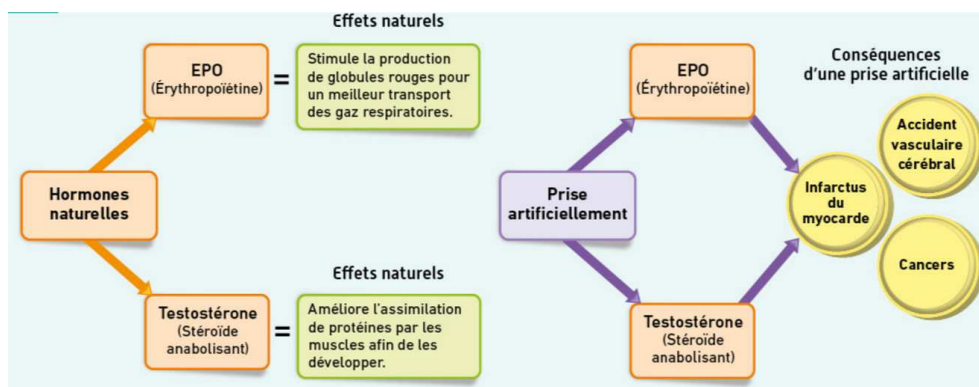 Effets naturels
EPO
(Érythropoïétine)
=
Stimule la production
de globules rouges pour
un meilleur transport
des gaz respiratoires.
Hormones
naturelles
Effets naturels
Testostérone
(Stéroïde
anabolisant)
=
Améliore l'assimilation
de protéines par les
muscles afin de les
développer.
EPO
(Érythropoïétine)
Prise
artificiellement
Testostérone
(Stéroïde
anabolisant)
Conséquences
d'une prise artificielle
Accident
vasculaire
cérébral
Infarctus
du
myocarde
Cancers